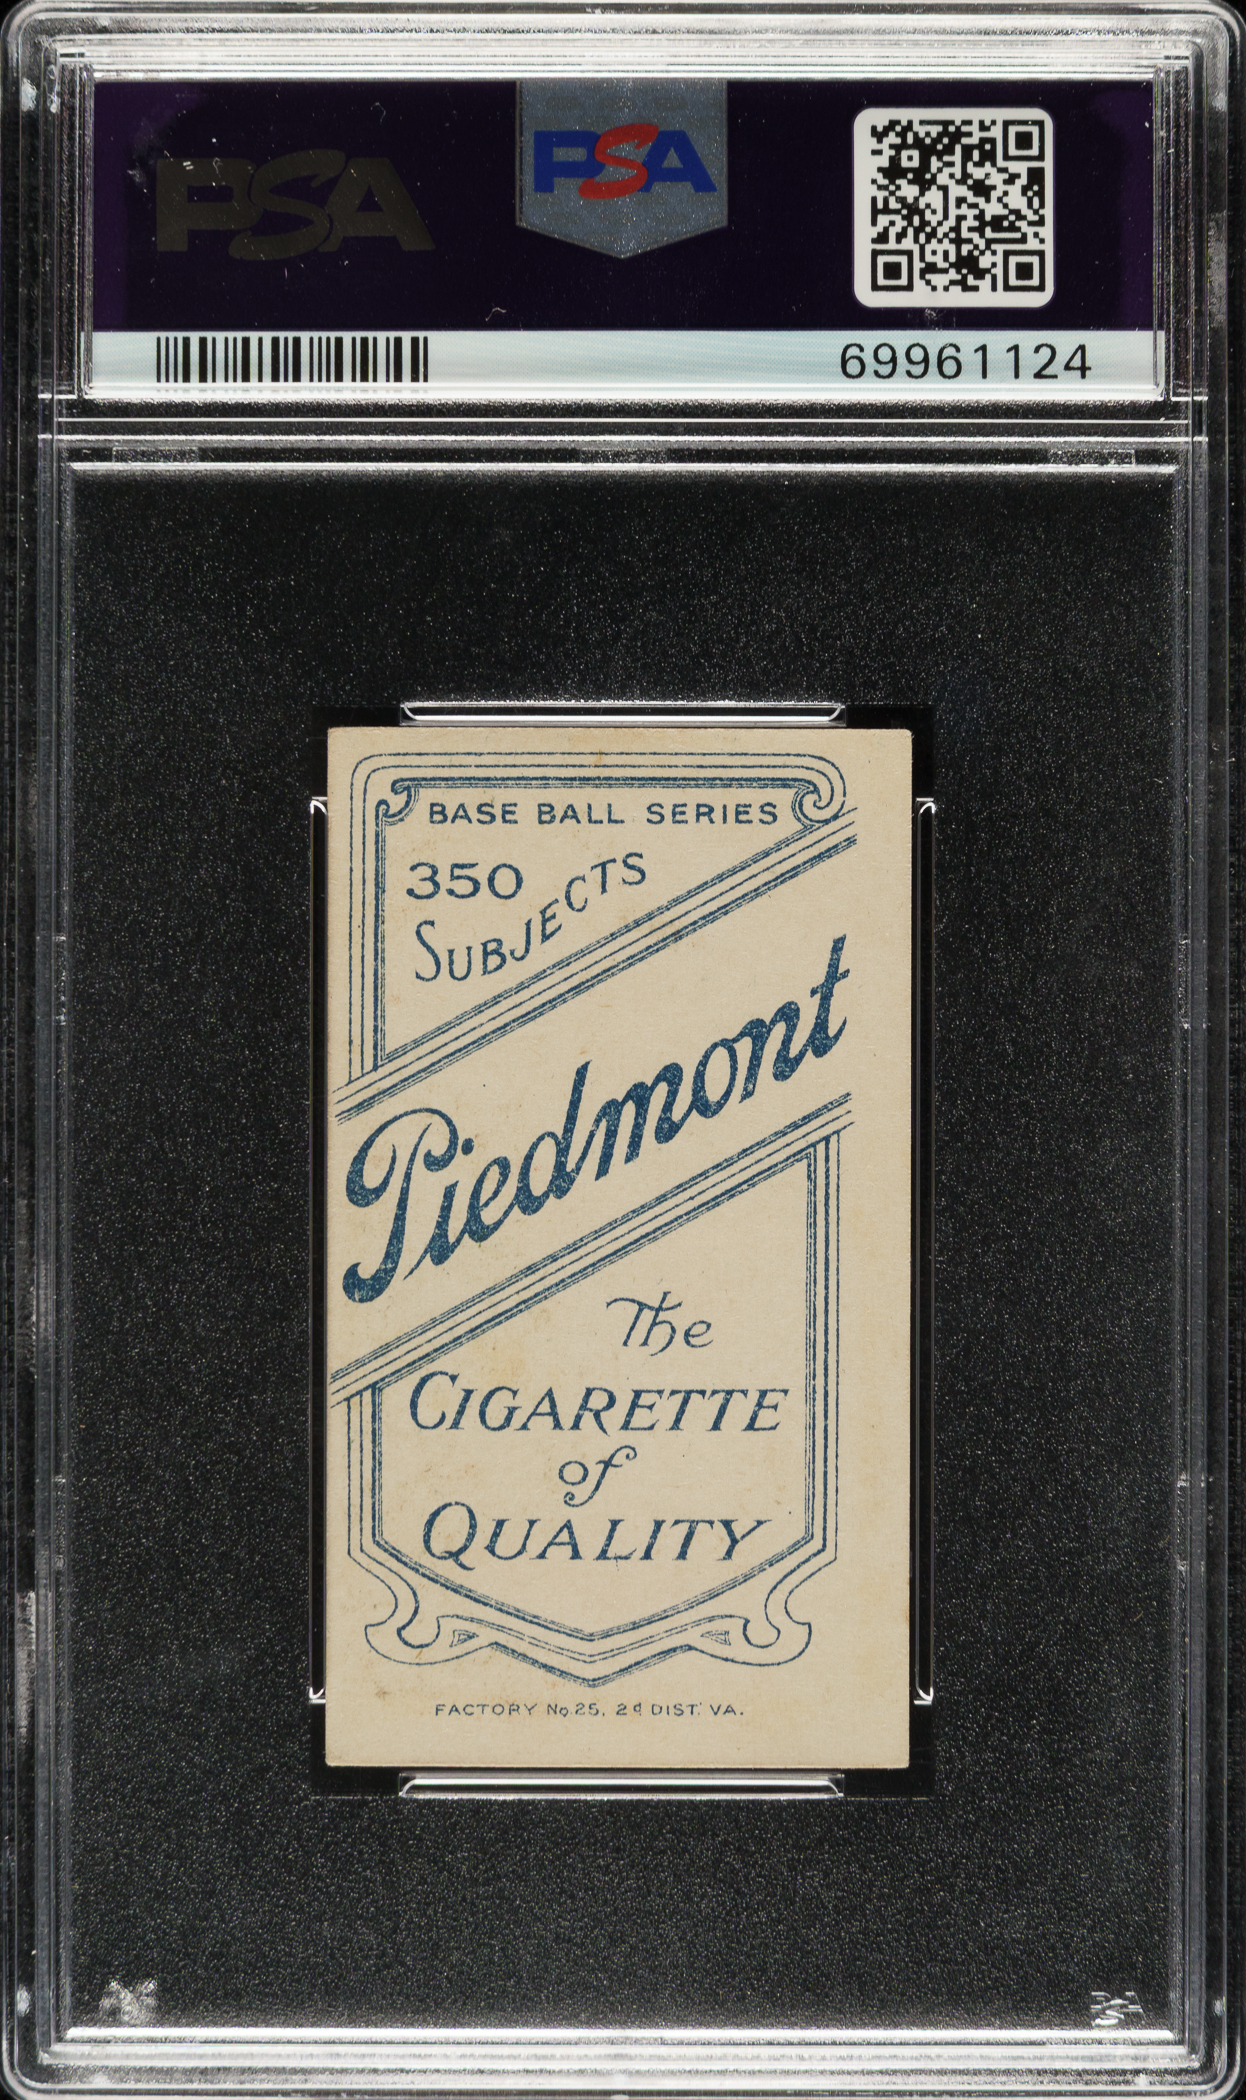 PSA
PSA
69961124
BASE BALL SERIES
350
SUBJECTS
Piedmont
The
CIGARETTE
of
QUALITY
FACTORY No. 25, 2d DIST. VA.
PSA